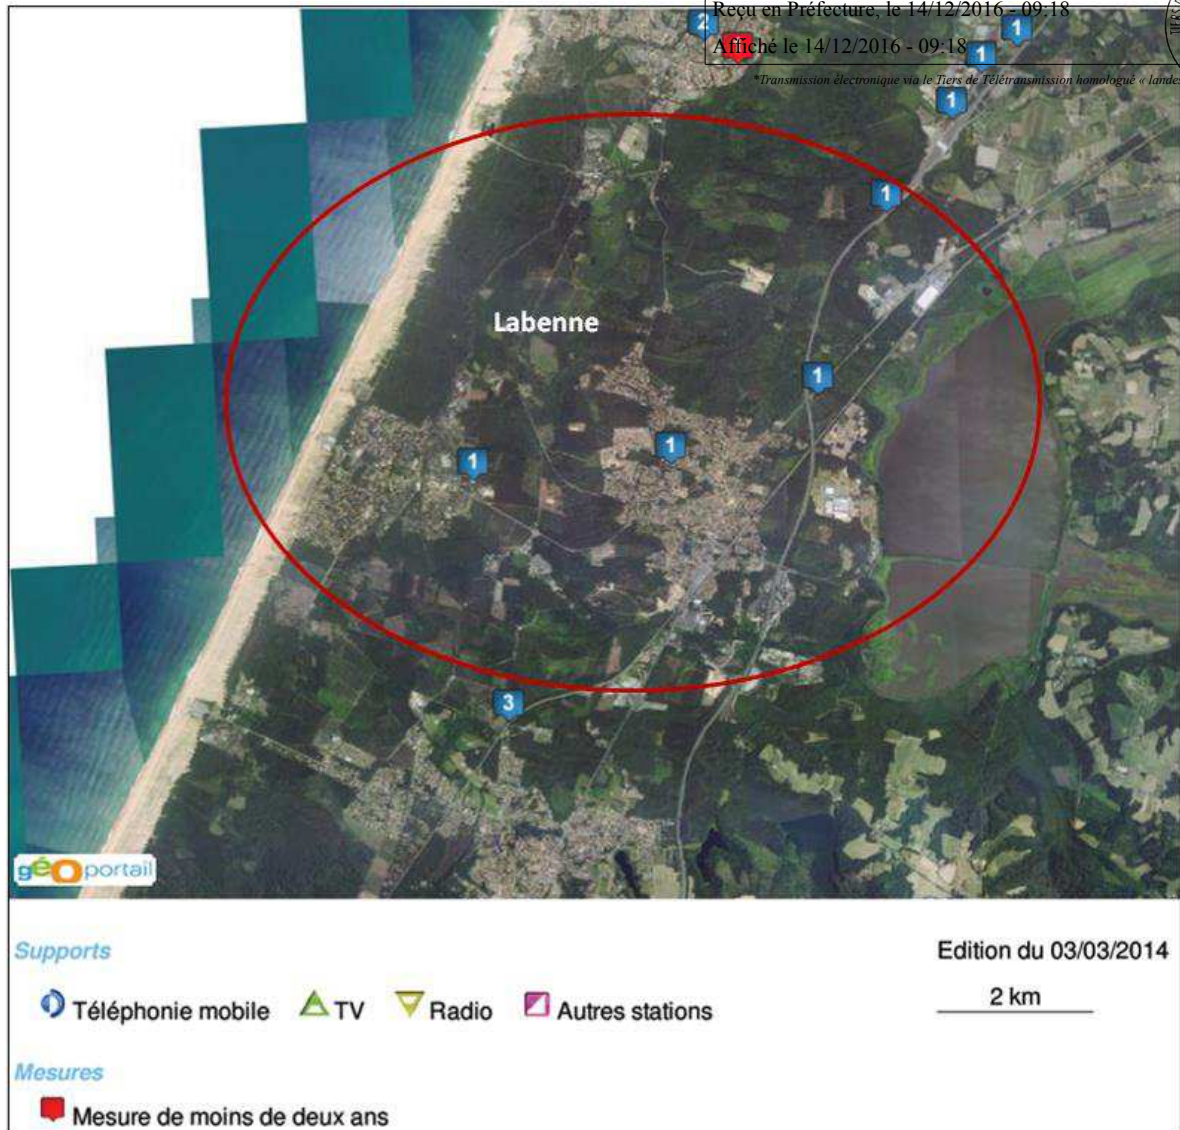 Reçu en Préfecture, le 14/12/2016 - 09:18
Affiché le 14/12/2016 - 09:18
*Transmission électronique via le Tiers de Télétransmission homologué « landes
2
1
1
1
1
Labenne
1
1
1
3
géoportail
Supports
Edition du 03/03/2014
Téléphonie mobile
TV
Radio
Autres stations
2 km
Mesures
Mesure de moins de deux ans